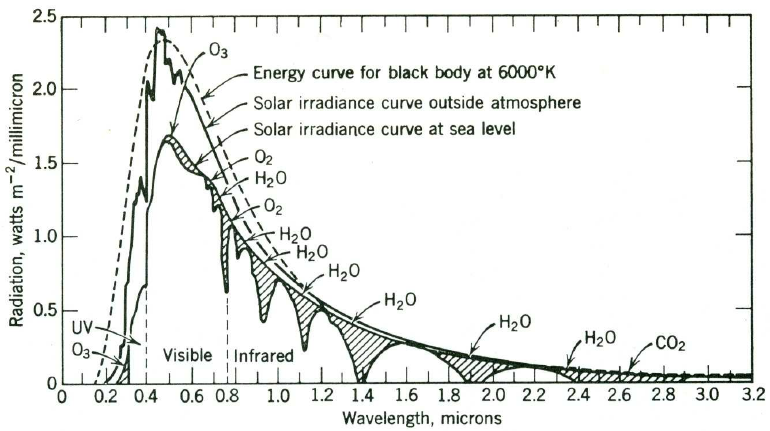 2.5
2.0
1.5
1.0
0.5
0
Radiation, watts m⁻²/millimicron
O₃
Energy curve for black body at 6000°K
Solar irradiance curve outside atmosphere
Solar irradiance curve at sea level
O₂
H₂O
O₂
H₂O
H₂O
H₂O
H₂O
H₂O
H₂O
CO₂
UV
O₃
Visible
Infrared
0 0.2 0.4 0.6 0.8 1.0 1.2 1.4 1.6 1.8 2.0 2.2 2.4 2.6 2.8 3.0 3.2
Wavelength, microns